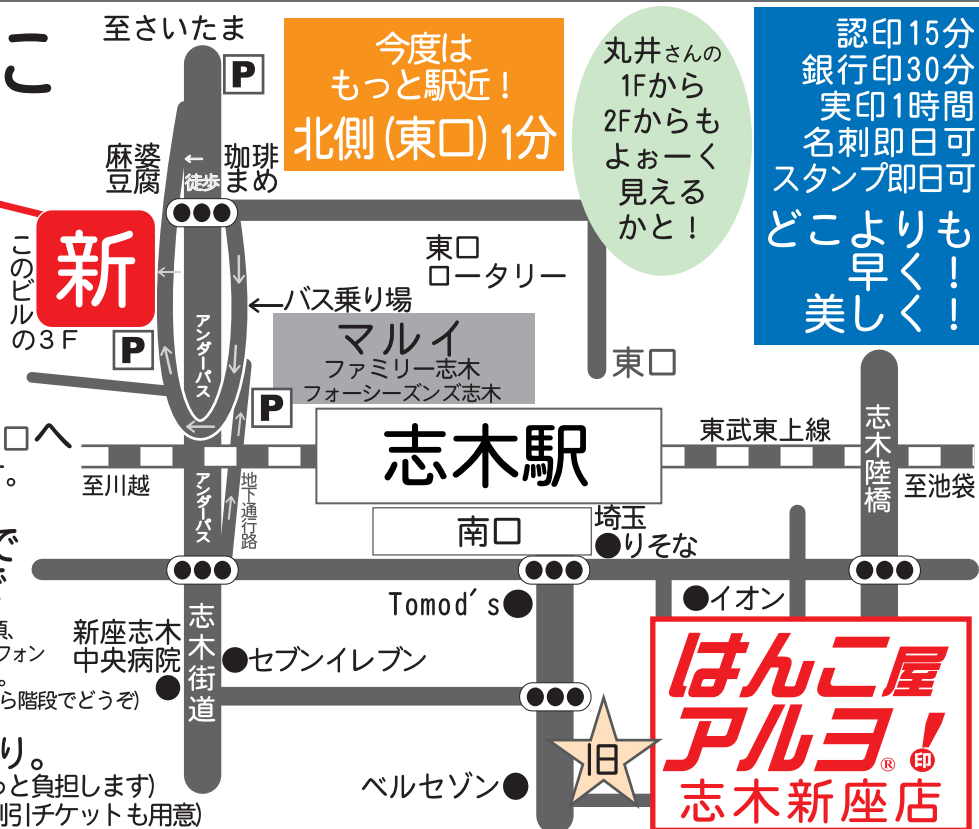 こ
至さいたま
P
今度は
もっと駅近！
北側(東口)1分
丸井さんの
1Fから
2Fからも
よぉーく
見える
かと！
認印15分
銀行印30分
実印1時間
名刺即日可
スタンプ即日可
どこよりも
早く！
美しく！
麻婆
豆腐
←
徒歩
珈琲
まめ
新
このビル
の３Ｆ
東口
ロータリー
←バス乗り場
アンダーパス
P
マルイ
ファミリー志木
フォーシーズンズ志木
P
東口
口へ
志木駅
東武東上線
志木陸橋
至川越
至池袋
アンダーパス
地下通行路
南口
埼玉
りそな
す。
で
Tomod's
イオン
フォン
新座志木
中央病院
セブンイレブン
志木街道
ら階段でどうぞ)
り。
っと負担します)
割引チケットも用意)
ベルセゾン
旧
はんこ屋
アルヨ®！
印
志木新座店